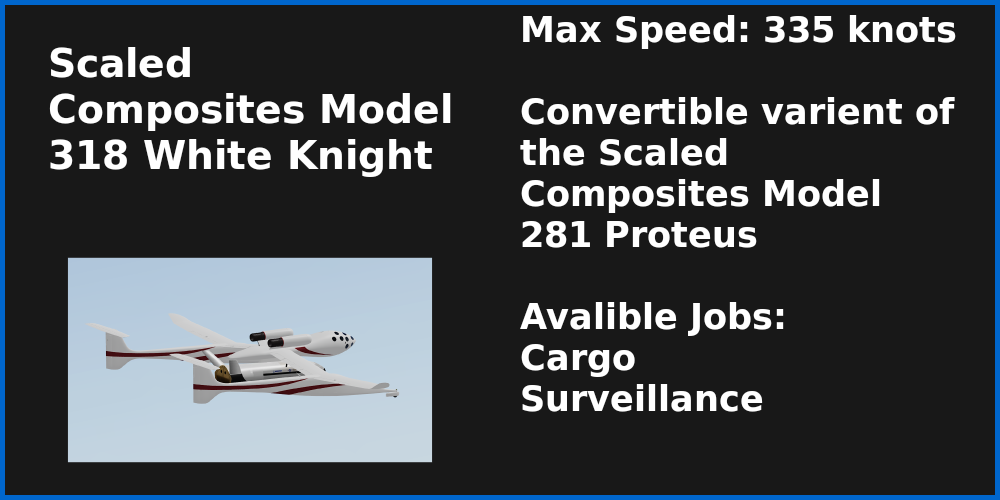 Scaled
Composites Model
318 White Knight
Max Speed: 335 knots
Convertible varient of
the Scaled
Composites Model
281 Proteus
Avalible Jobs:
Cargo
Surveillance